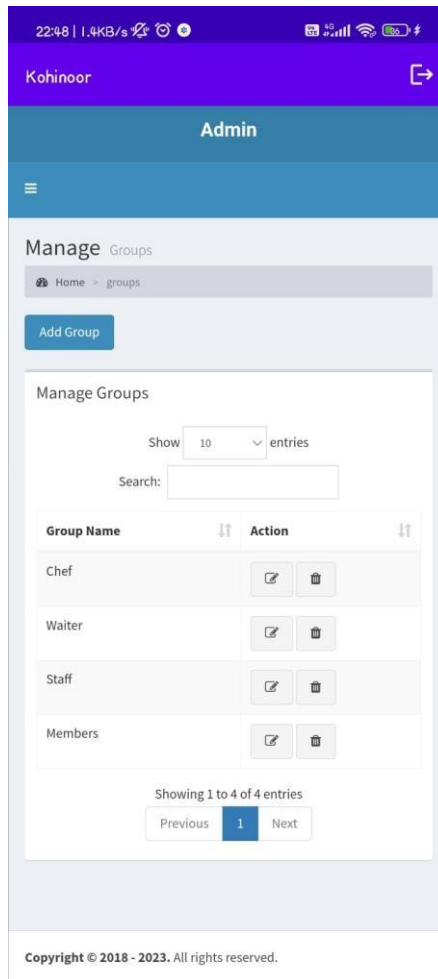 22:48 | 1.4KB/s
86
Kohinoor
Admin
Manage Groups
Home > groups
Add Group
Manage Groups
Show 10 entries
Search:
Group Name Action
Chef
Waiter
Staff
Members
Showing 1 to 4 of 4 entries
Previous 1 Next
Copyright © 2018 - 2023. All rights reserved.